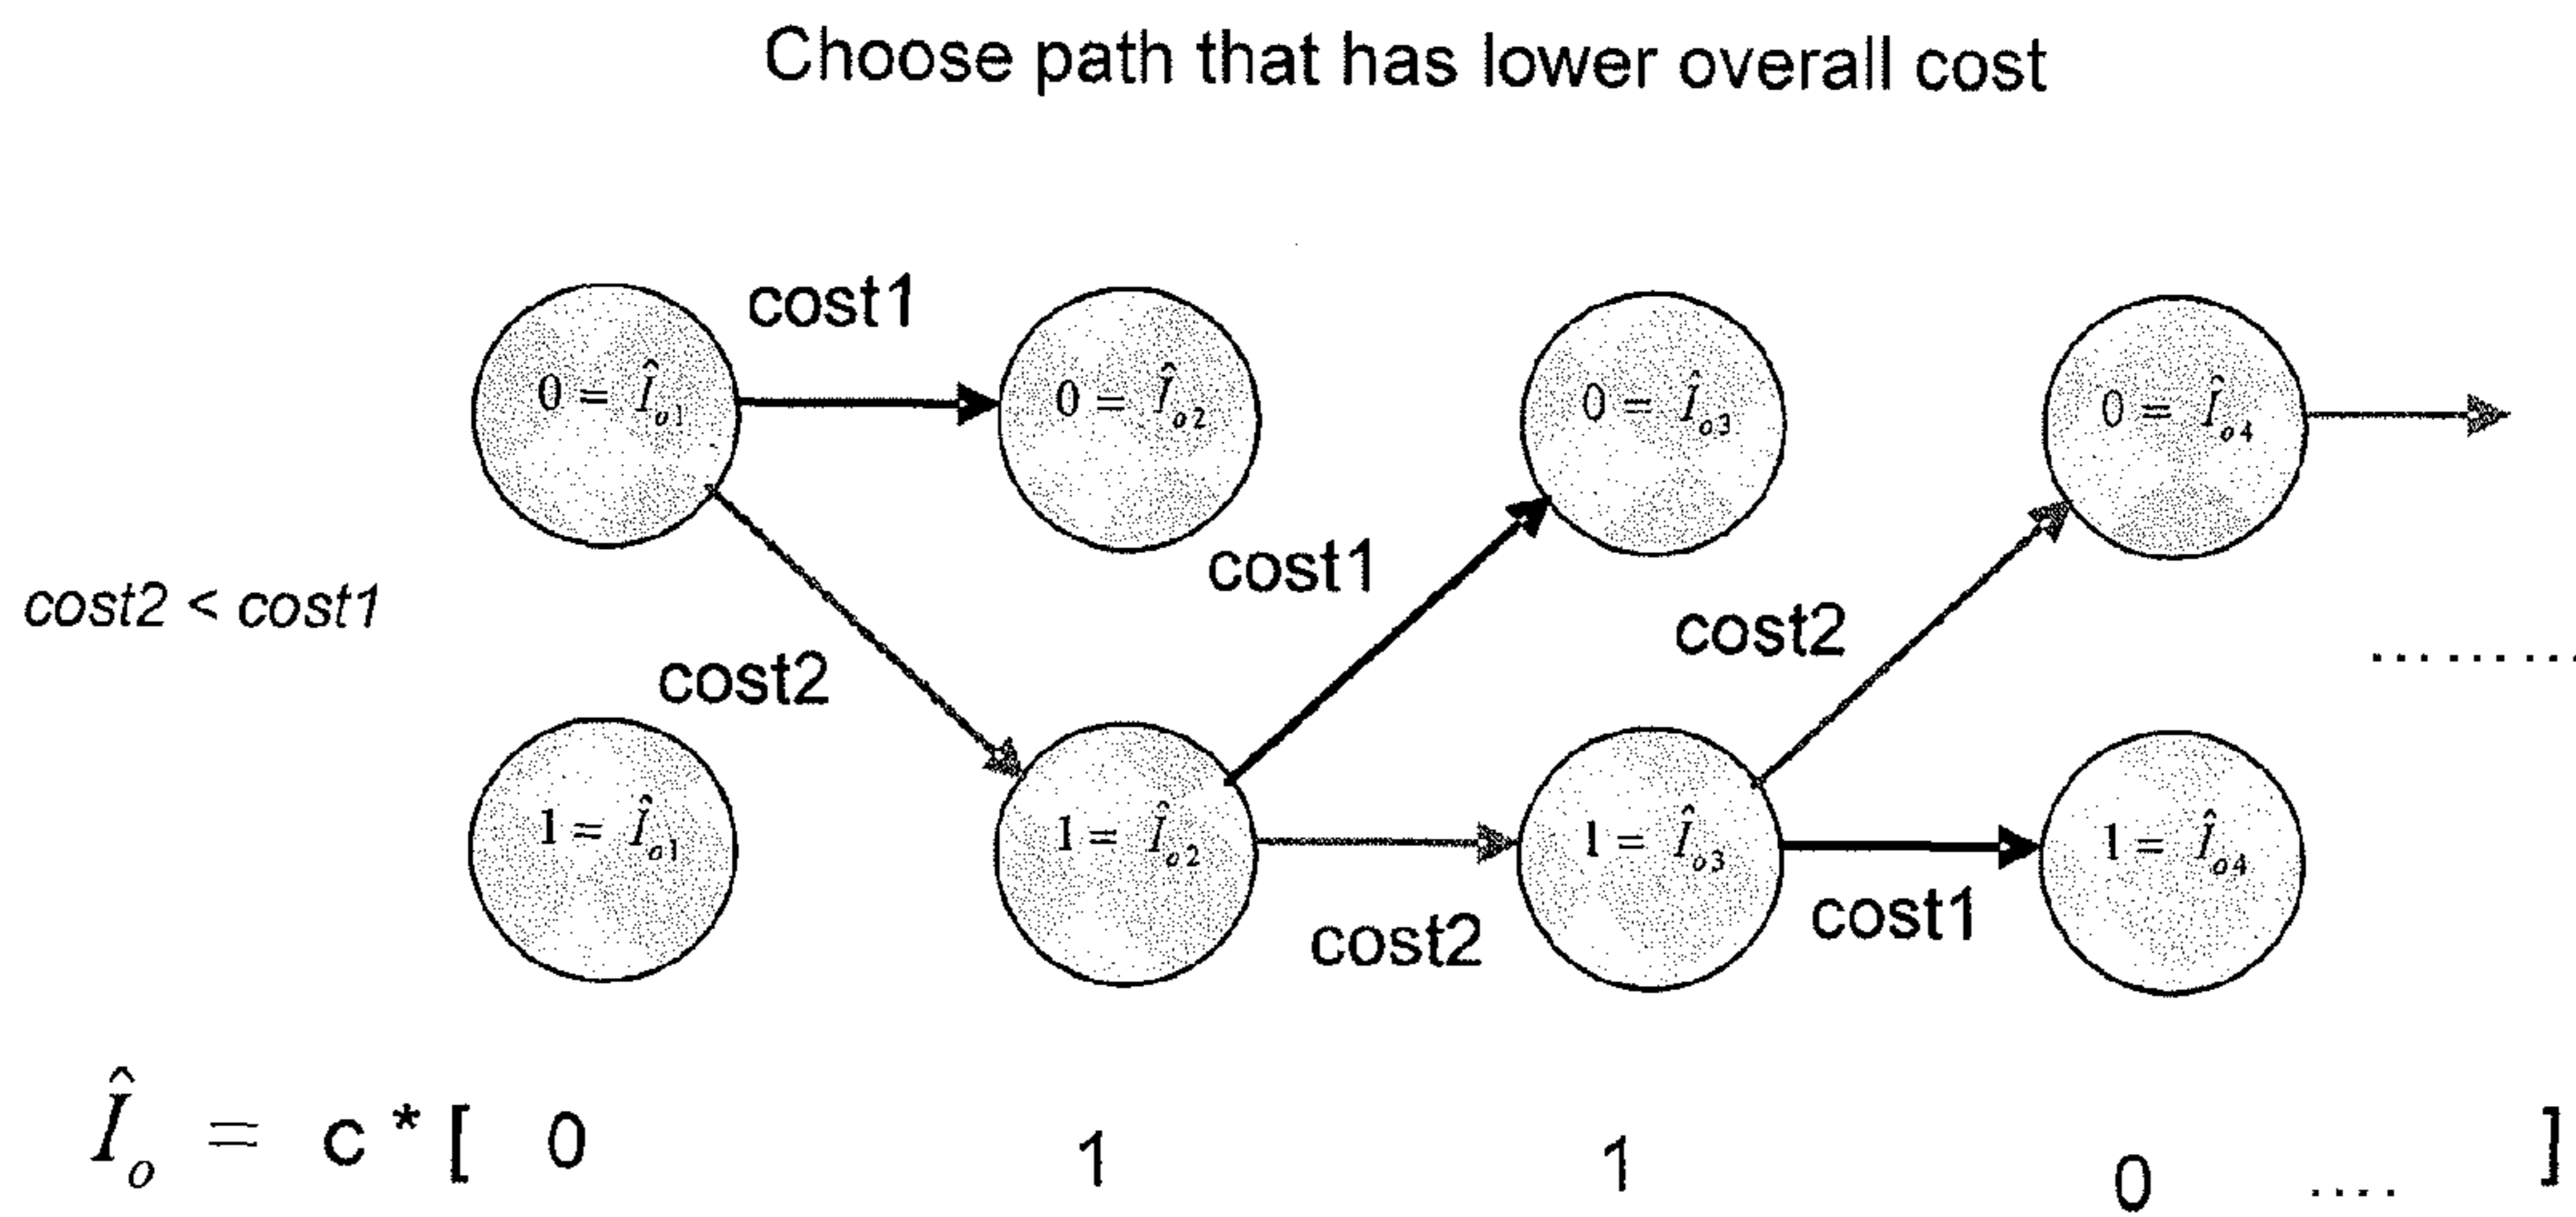 Choose path that has lower overall cost
cost1
0 = Î_o1
0 = Î_o2
0 = Î_o3
0 = Î_o4
cost1
cost2 < cost1
cost2
cost2
.........
1 = Î_o1
1 = Î_o2
1 = Î_o3
1 = Î_o4
cost2
cost1
Î_o = c * [ 0 1 1 0 .... ]